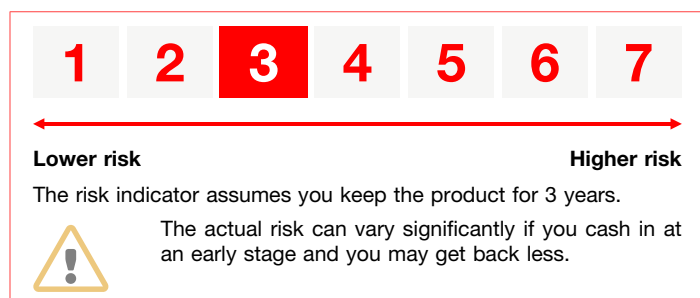 1 2 3 4 5 6 7
Lower risk Higher risk
The risk indicator assumes you keep the product for 3 years.
The actual risk can vary significantly if you cash in at
an early stage and you may get back less.